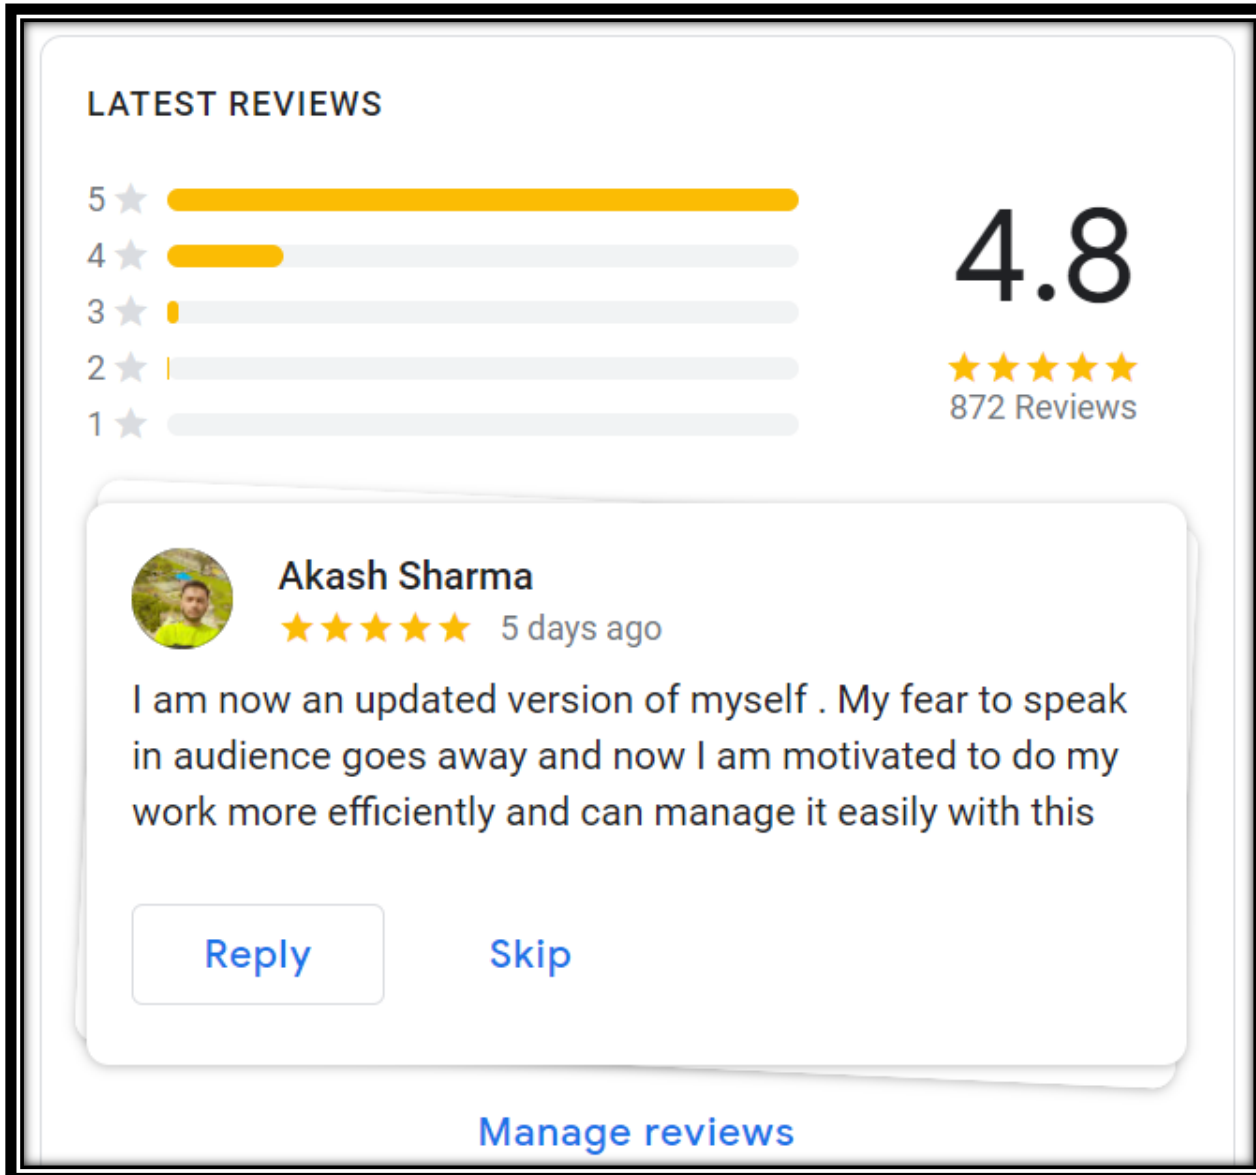 LATEST REVIEWS
5
4
3
2
1
4.8
872 Reviews
Akash Sharma
5 days ago
I am now an updated version of myself . My fear to speak
in audience goes away and now I am motivated to do my
work more efficiently and can manage it easily with this
Reply Skip
Manage reviews